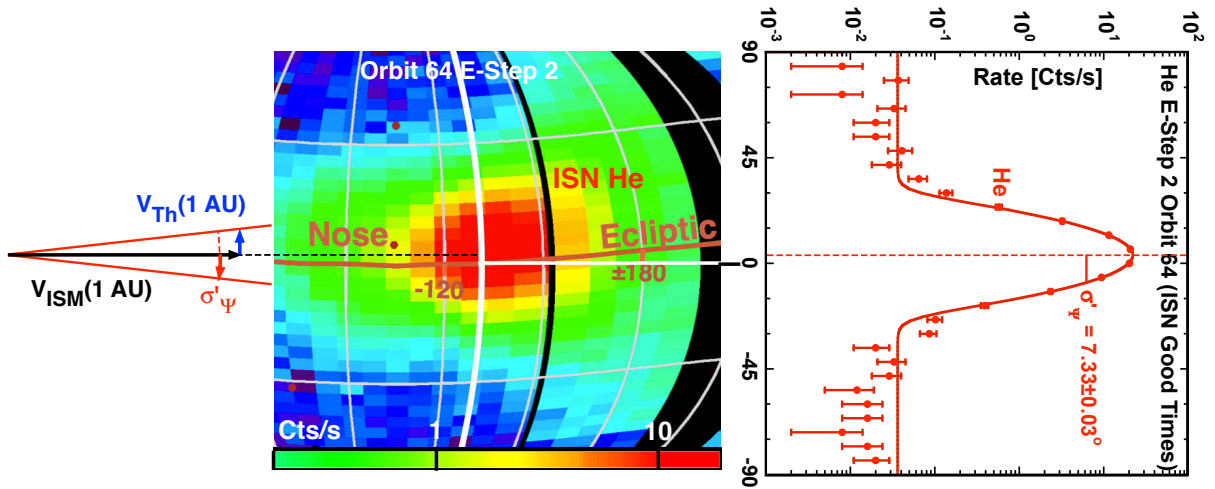 V_Th(1 AU)
V_ISM(1 AU)
σ'_Ψ
Orbit 64 E-Step 2
ISN He
Nose
Ecliptic
-120
±180
Cts/s
1
10
10^-3
10^-2
10^-1
10^0
10^1
10^2
Rate [Cts/s]
He
90
45
0
-45
-90
σ'_Ψ = 7.33±0.03°
He E-Step 2 Orbit 64 (ISN Good Times)